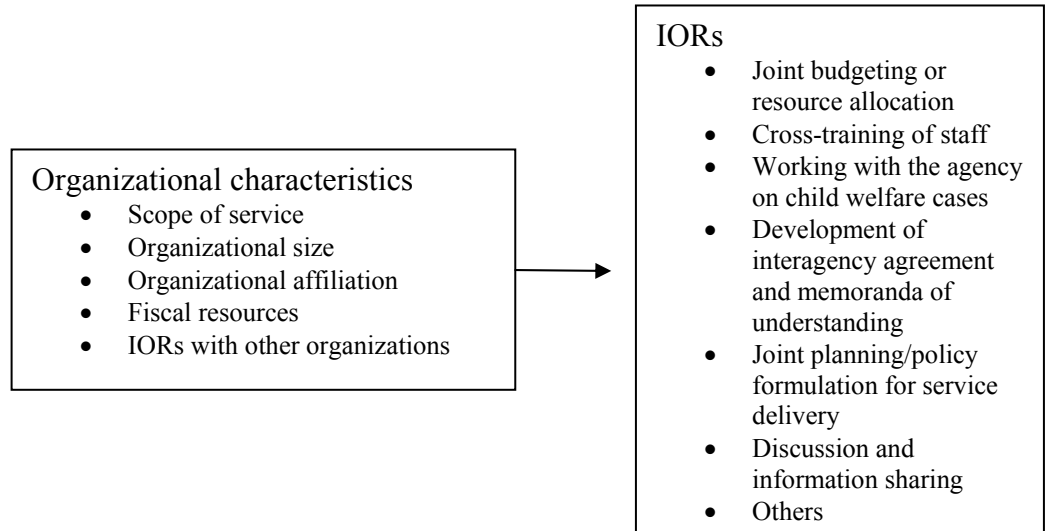 Organizational characteristics
• Scope of service
• Organizational size
• Organizational affiliation
• Fiscal resources
• IORs with other organizations
IORs
• Joint budgeting or
resource allocation
• Cross-training of staff
• Working with the agency
on child welfare cases
• Development of
interagency agreement
and memoranda of
understanding
• Joint planning/policy
formulation for service
delivery
• Discussion and
information sharing
• Others